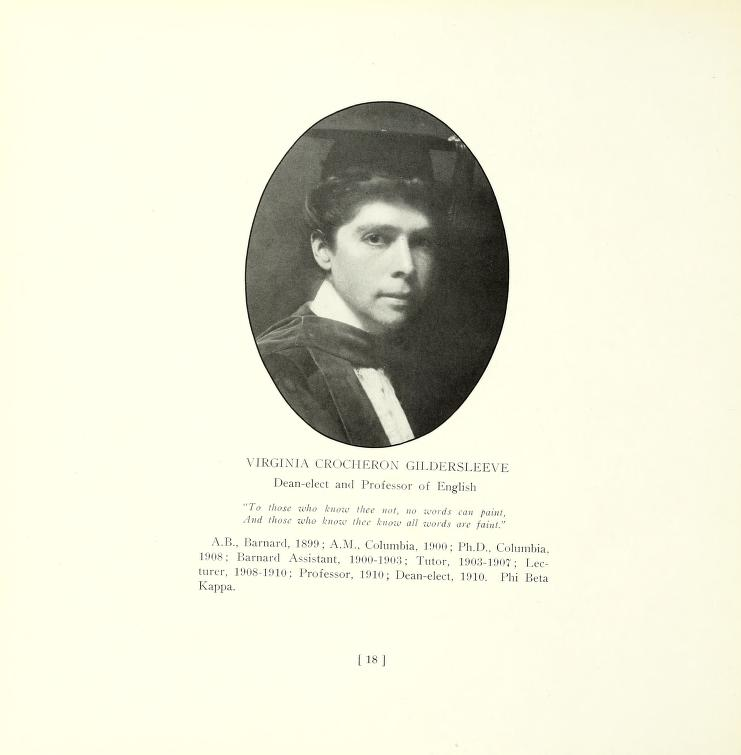 VIRGINIA CROCHERON GILDERSLEEVE
Dean-elect and Professor of English
"To those who know thee not, no words can paint,
And those who know thee know all words are faint."
A.B., Barnard, 1899; A.M., Columbia, 1900; Ph.D., Columbia,
1908; Barnard Assistant, 1900-1903; Tutor, 1903-1907; Lec-
turer, 1908-1910; Professor, 1910; Dean-elect, 1910. Phi Beta
Kappa.
[ 18 ]